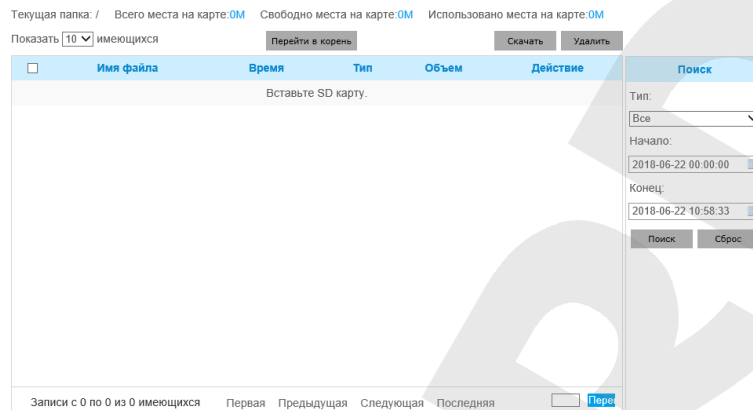 Текущая папка: / Всего места на карте:0M Свободно места на карте:0M Использовано места на карте:0M
Показать 10 имеющихся Перейти в корень Скачать Удалить
Имя файла Время Тип Объем Действие
Вставьте SD карту.
Поиск
Тип:
Все
Начало:
2018-06-22 00:00:00
Конец:
2018-06-22 10:58:33
Поиск Сброс
Записи с 0 по 0 из 0 имеющихся Первая Предыдущая Следующая Последняя